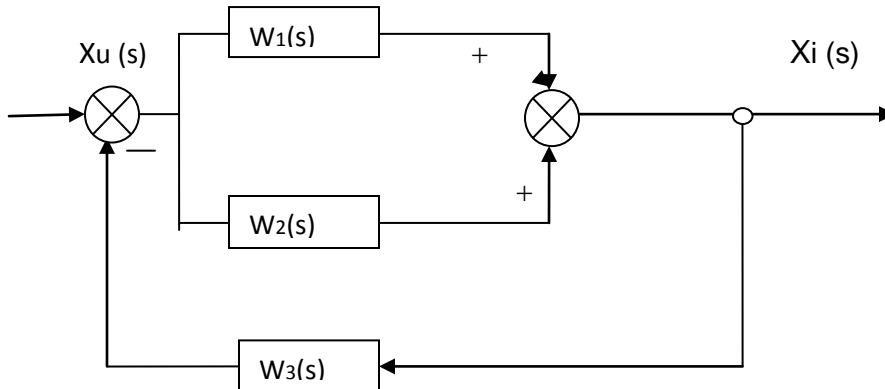 W1(s)
Xu (s)
+
Xi (s)
—
+
W2(s)
W3(s)